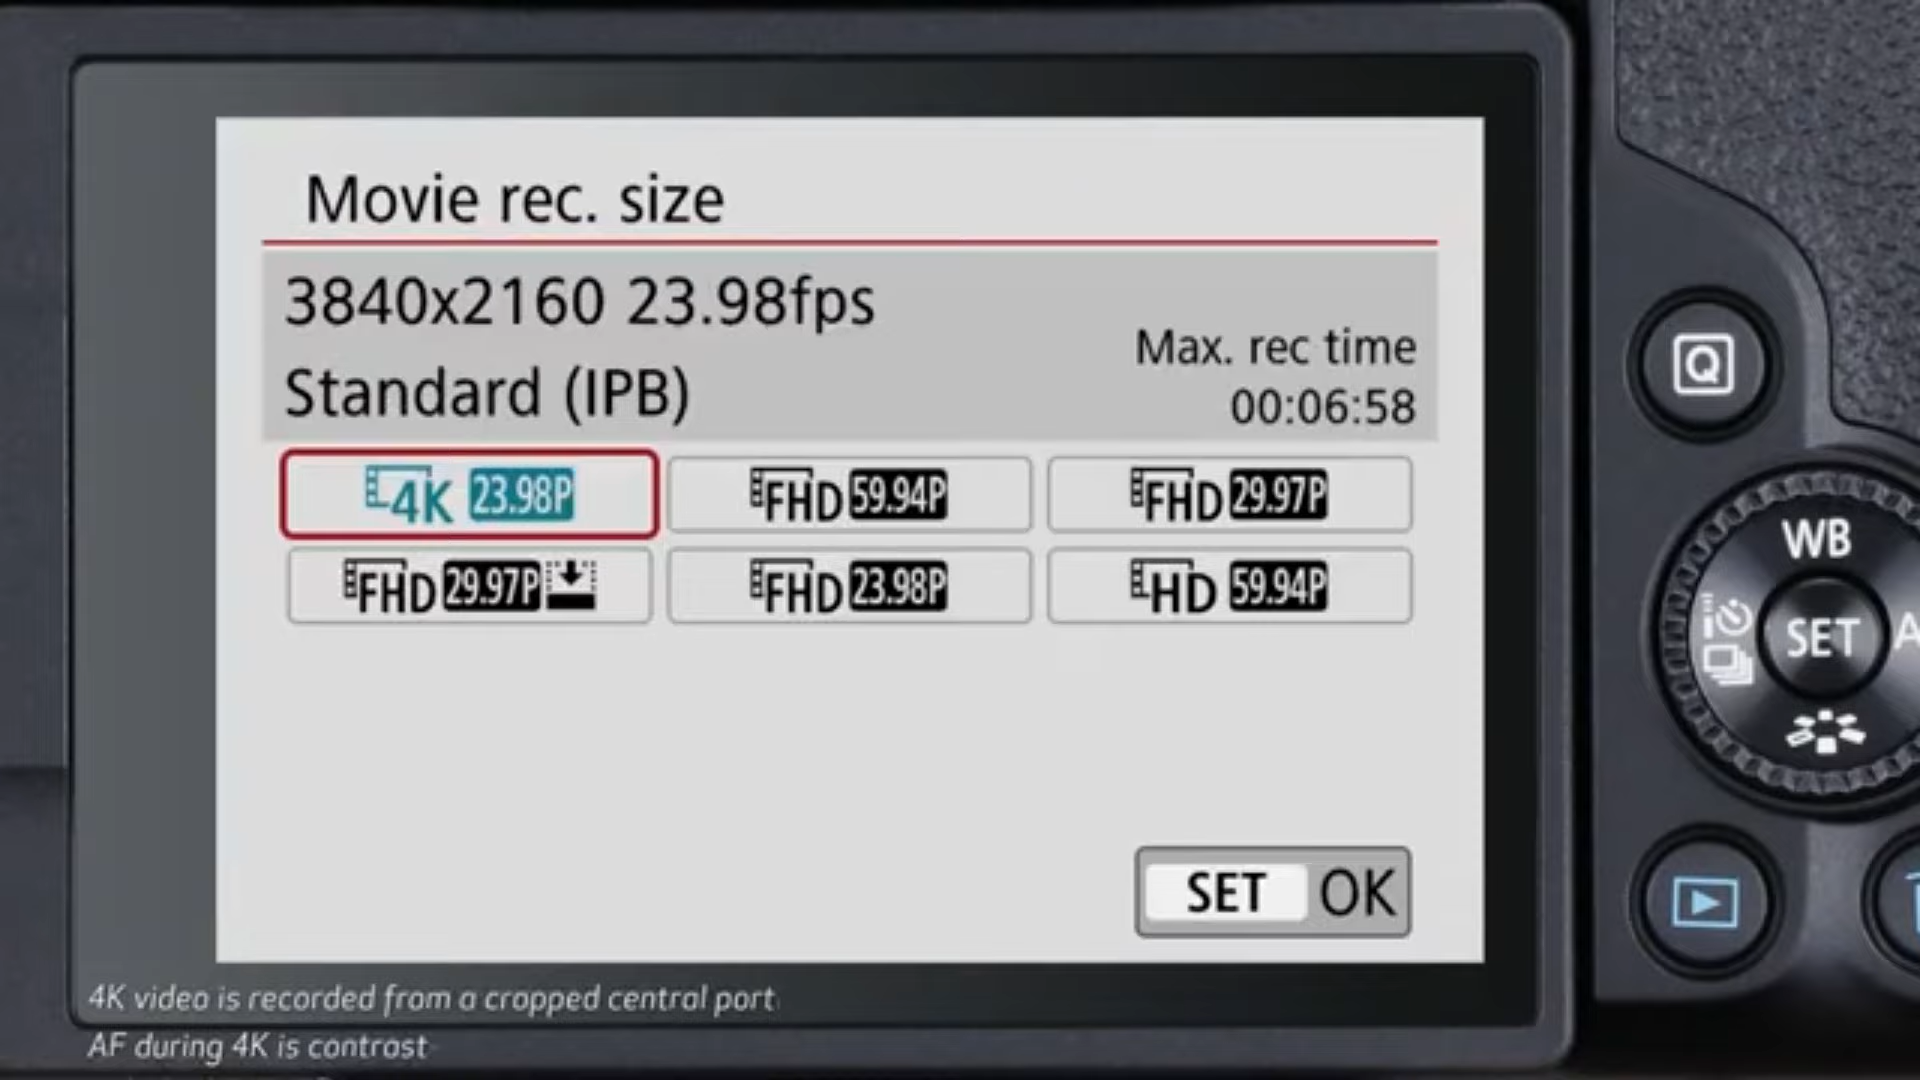 Movie rec. size
3840x2160 23.98fps
Standard (IPB)
Max. rec time
00:06:58
4K 23.98P
FHD 59.94P
FHD 29.97P
FHD 29.97P
FHD 23.98P
HD 59.94P
SET OK
Q
WB
SET
A
4K video is recorded from a cropped central port
AF during 4K is contrast